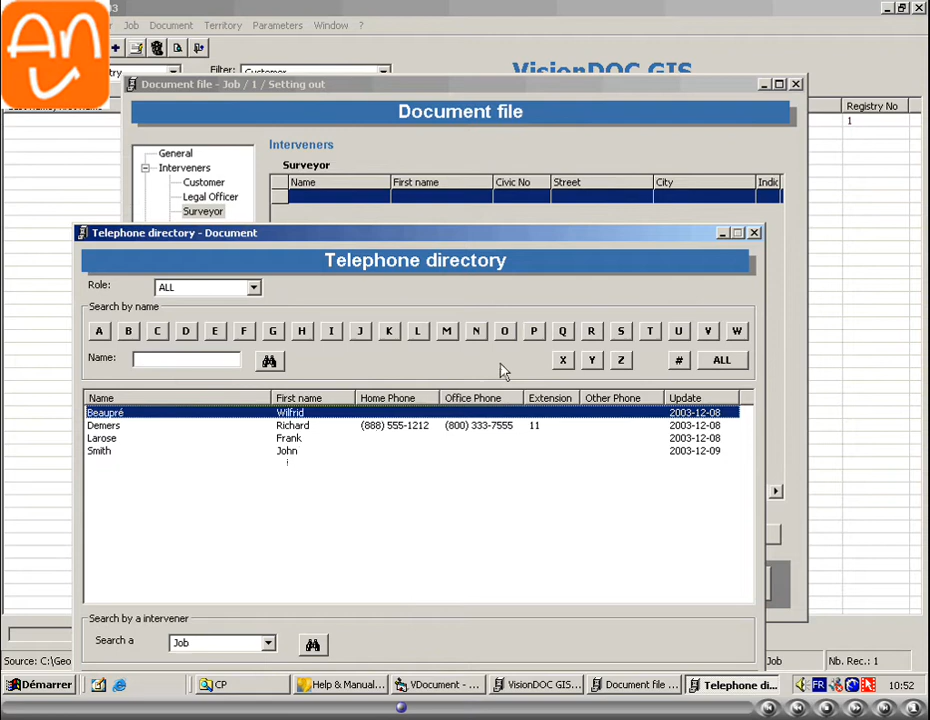 An
Job Document Territory Parameters Window ?
Filter:
VisionDOC GIS
Document file - Job / 1 / Setting out
Document file
Registry No
1
General
Interveners
Customer
Legal Officer
Surveyor
Interveners
Surveyor
Name First name Civic No Street City Indic
Telephone directory - Document
Telephone directory
Role: ALL
Search by name
A B C D E F G H I J K L M N O P Q R S T U V W
Name: X Y Z # ALL
Name First name Home Phone Office Phone Extension Other Phone Update
Beaupré Wilfrid 2003-12-08
Demers Richard (888) 555-1212 (800) 333-7555 11 2003-12-08
Larose Frank 2003-12-08
Smith John 2003-12-09
Search by a intervener
Search a Job
Source: C:\Geo Job Nb. Rec.: 1
Démarrer CP Help & Manual... VDocument - ... VisionDOC GIS... Document file ... Telephone di... FR 10:52